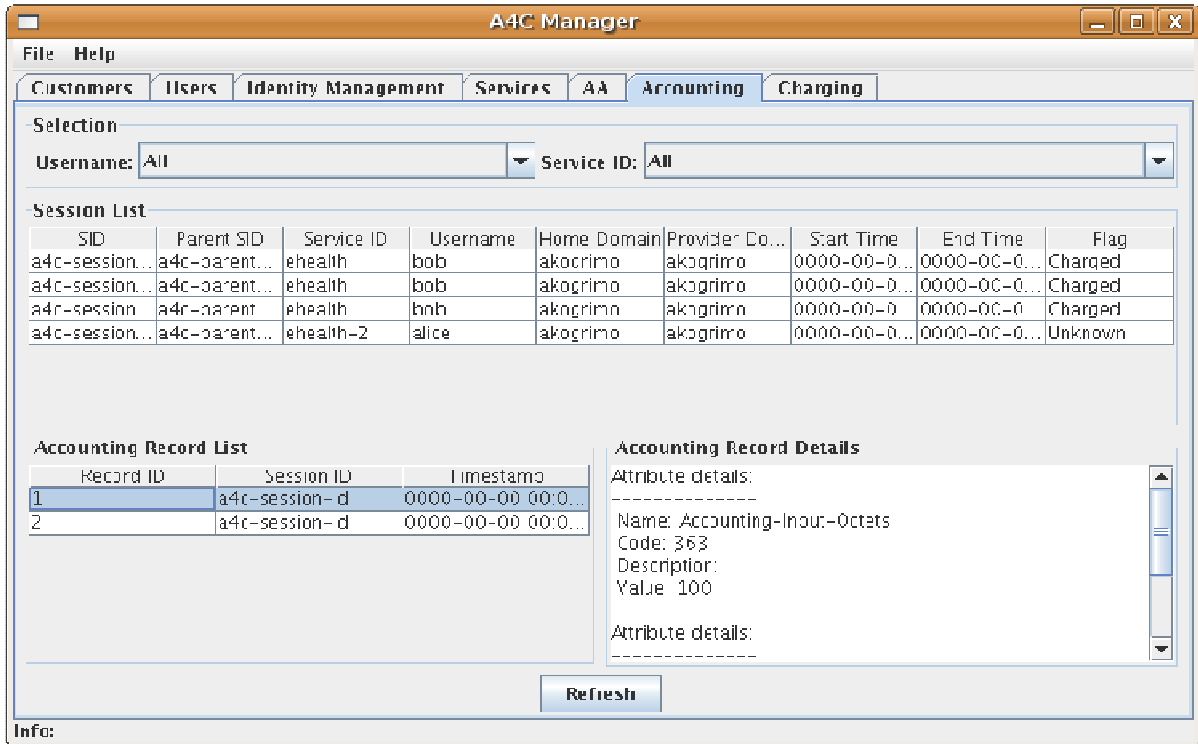 A4C Manager
File Help
Customers Users Identity Management Services AA Accounting Charging
Selection
Username: All Service ID: All
Session List
SID Parent SID Service ID Username Home Domain Provider Do... Start Time End Time Flag
a4c-session... a4c-parent... ehealth bob akogrimo akogrimo 0000-00-0... 0000-00-0... Charged
a4c-session... a4c-parent... ehealth bob akogrimo akogrimo 0000-00-0... 0000-00-0... Charged
a4c-session... a4c-parent... ehealth bob akogrimo akogrimo 0000-00-0... 0000-00-0... Charged
a4c-session... a4c-parent... ehealth-2 alice akogrimo akogrimo 0000-00-0... 0000-00-0... Unknown
Accounting Record List
Record ID Session ID Timestamp
1 a4c-session-id 0000-00-00 00:0...
2 a4c-session-id 0000-00-00 00:0...
Accounting Record Details
Attribute details:
--------------
Name: Accounting-Input-Octets
Code: 363
Description:
Value: 100
Attribute details:
--------------
Refresh
Info: